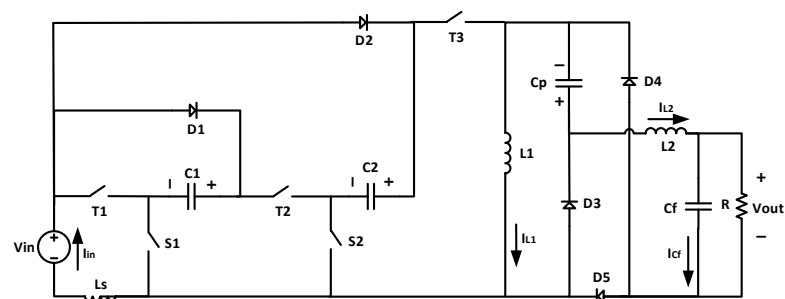 D2
T3
− D4
Cp
+
I_L2
D1
L2
L1
C1
C2
I + I +
T1
T2
D3
Cf
R
+
Vout
−
S1
S2
Vin
+
−
I_in
I_L1
I_Cf
Ls
D5